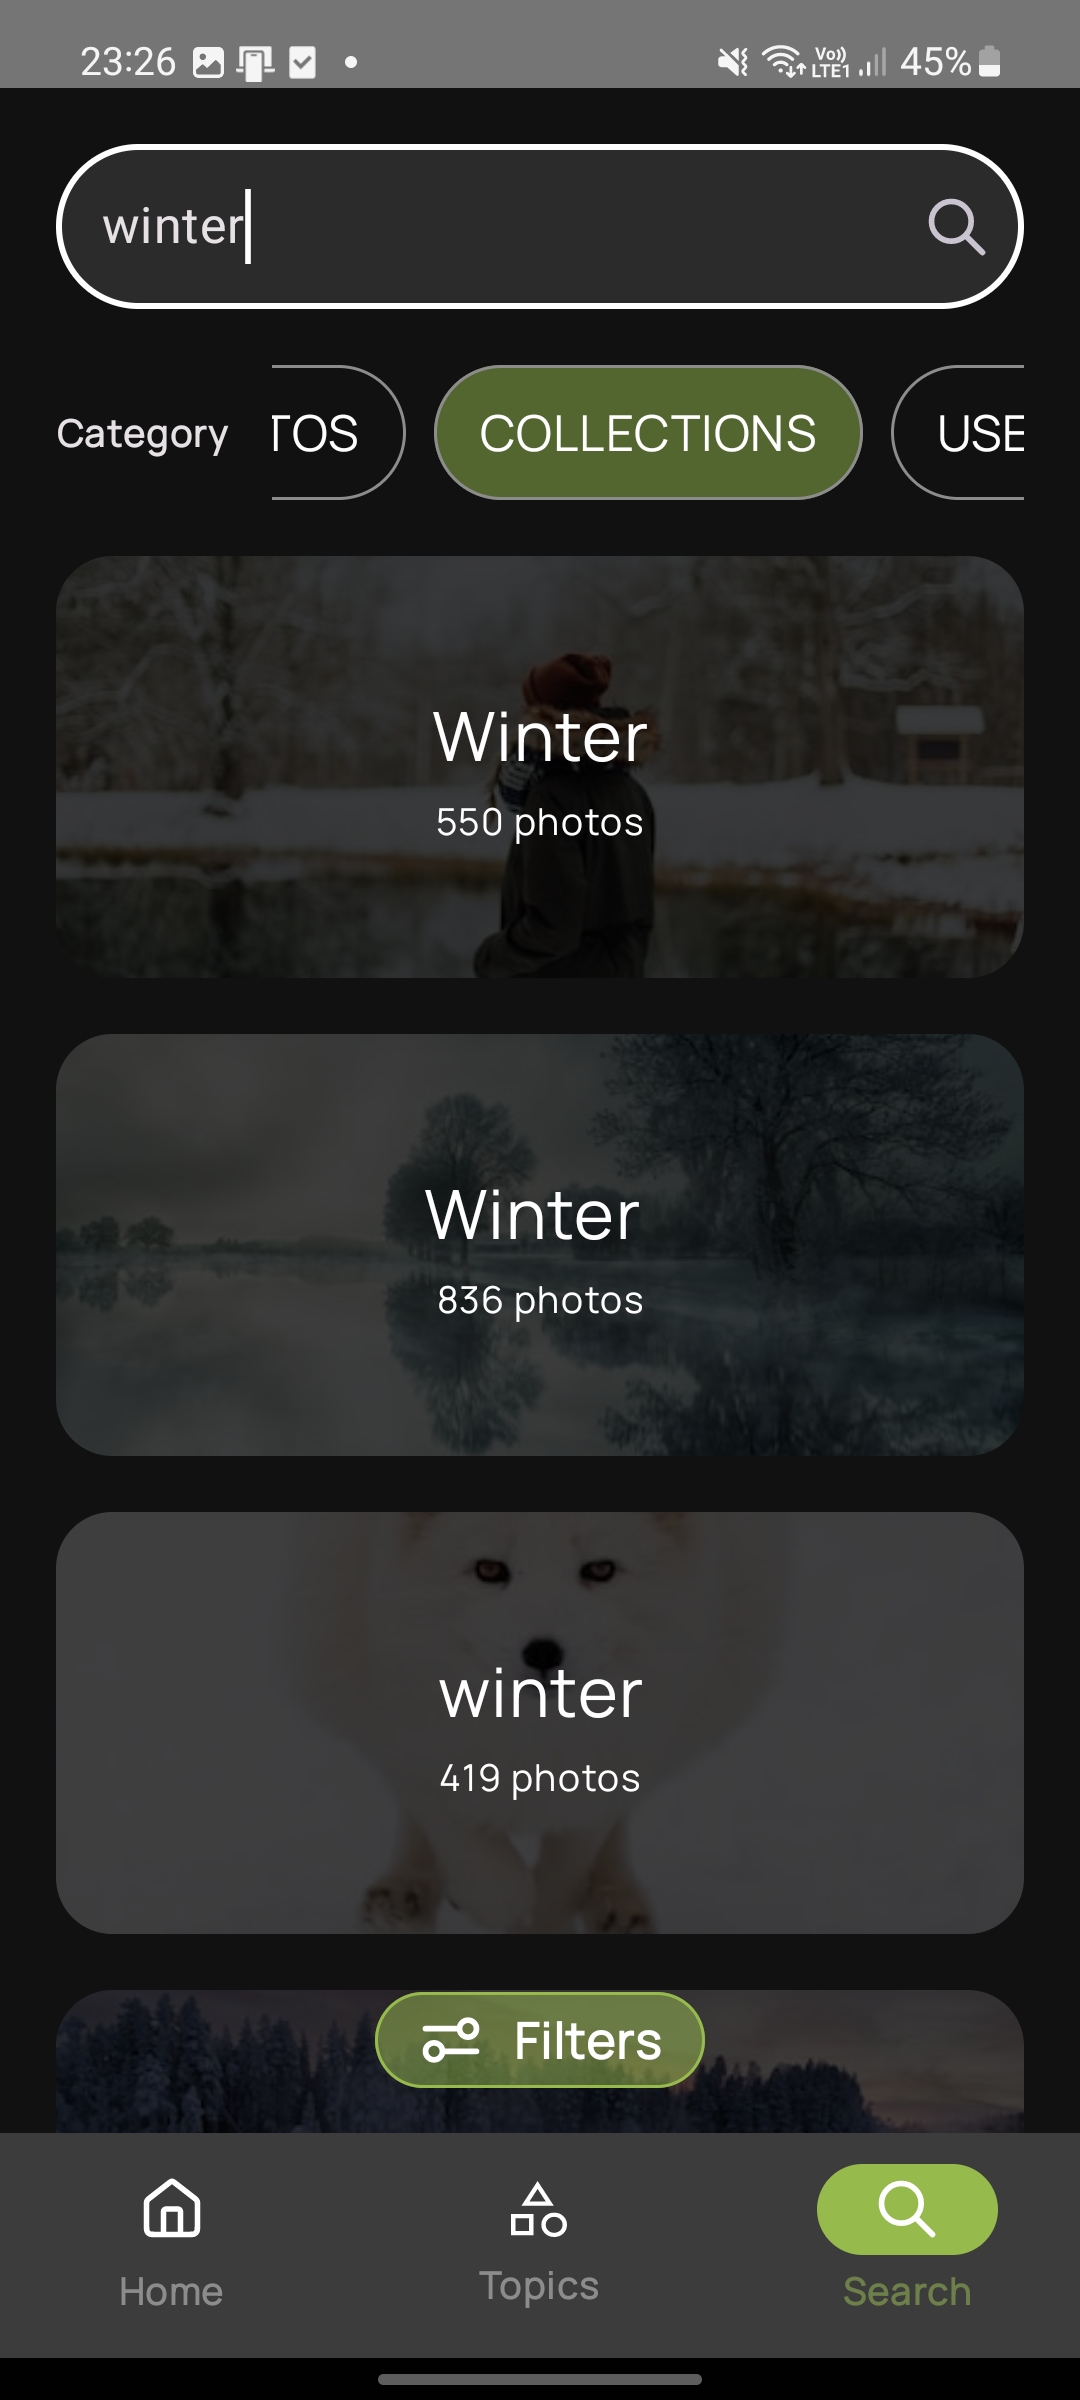 23:26
Vo)) LTE1 45%
winter
Category
TOS COLLECTIONS USE
Winter
550 photos
Winter
836 photos
winter
419 photos
Filters
Home Topics Search